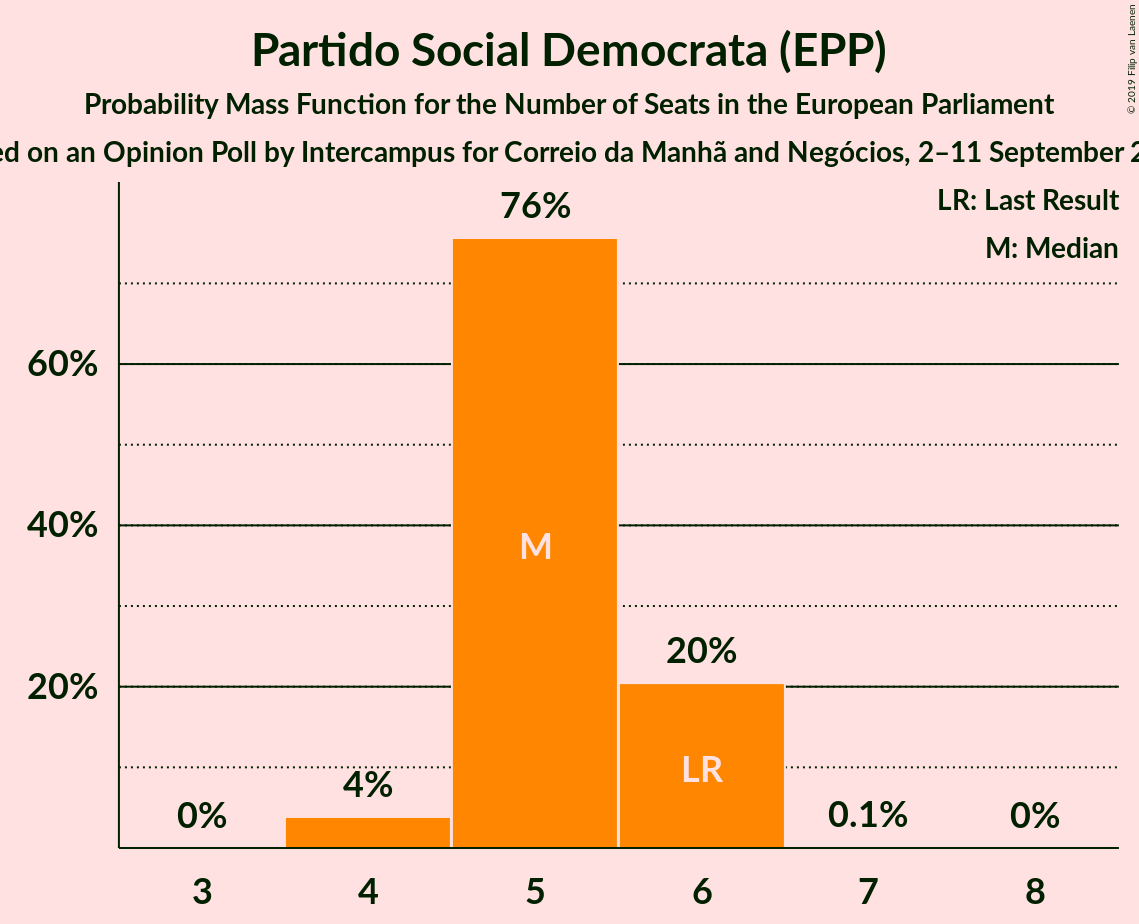 Partido Social Democrata (EPP)
Probability Mass Function for the Number of Seats in the European Parliament
on an Opinion Poll by Intercampus for Correio da Manhã and Negócios, 2–11 September
© 2019 Filip van Laenen
LR: Last Result
M: Median
76%
60%
M
40%
20%
20%
LR
4%
0%
0.1%
0%
3 4 5 6 7 8